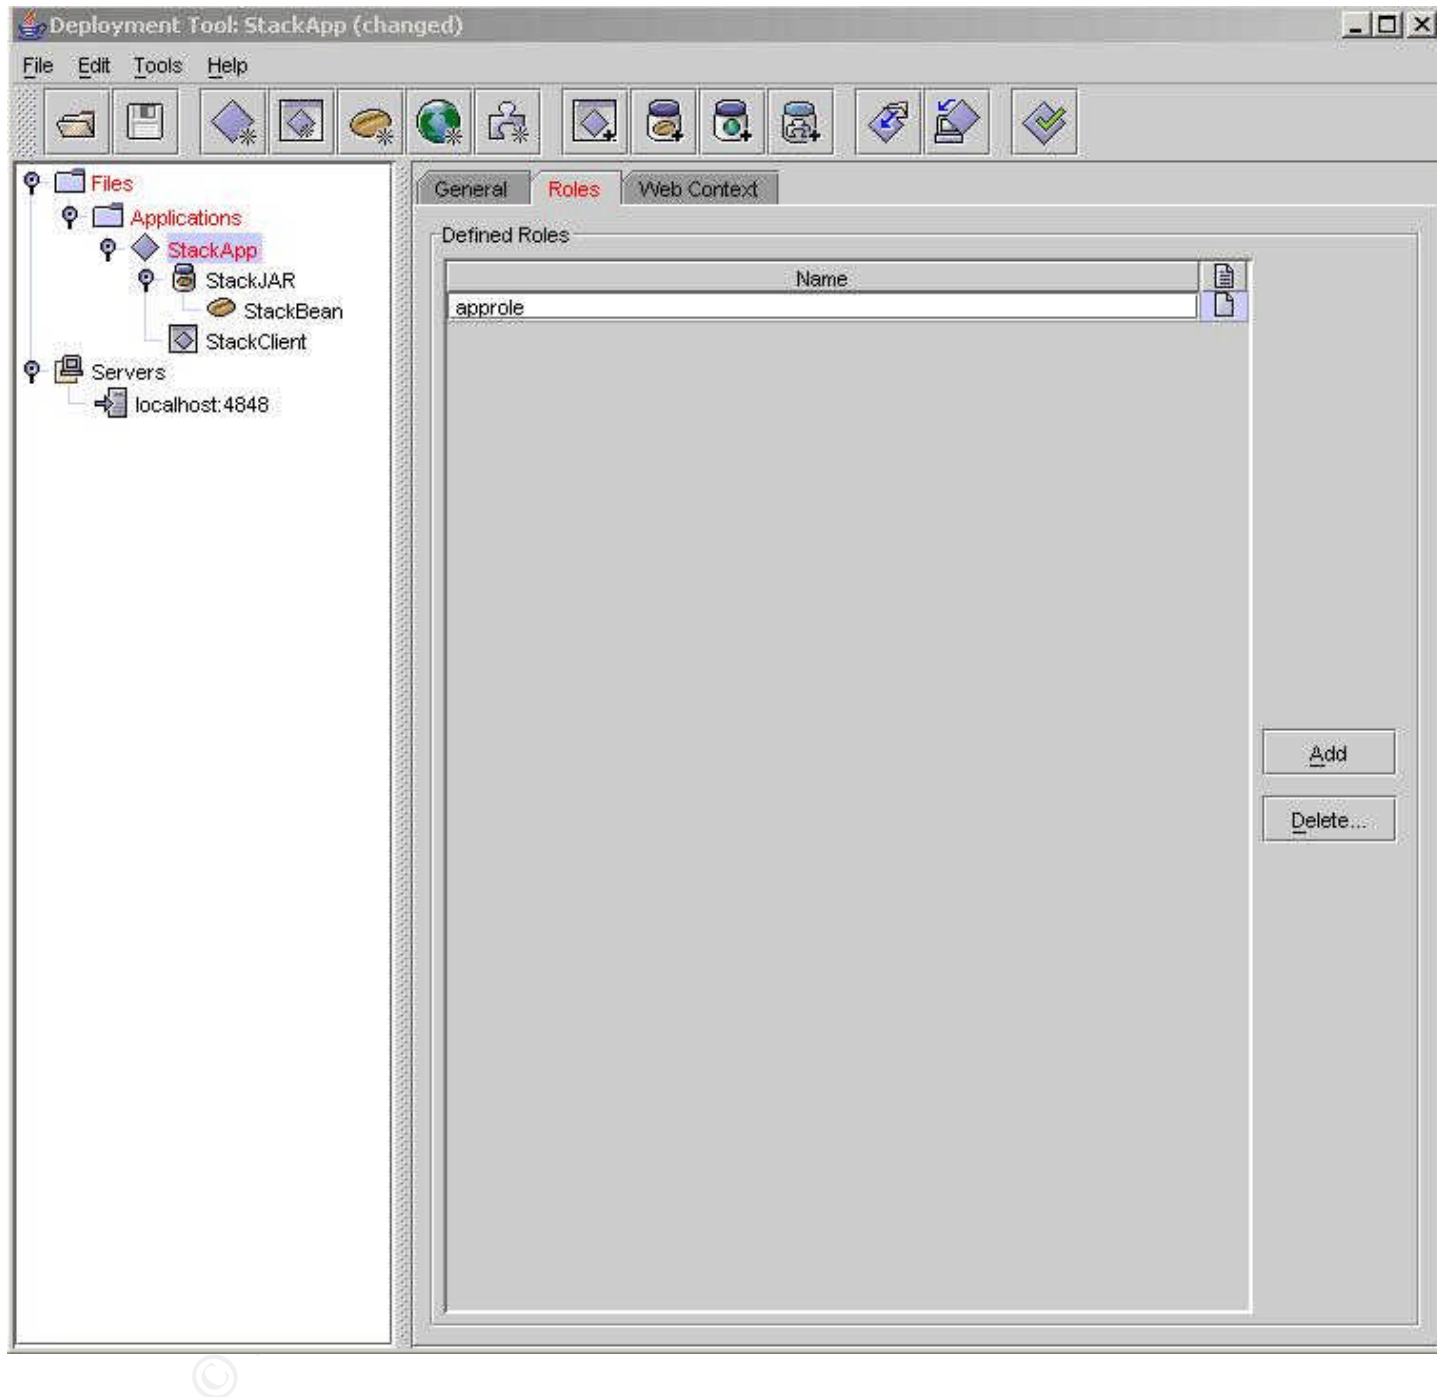 Deployment Tool: StackApp (changed)
File Edit Tools Help
Files
Applications
StackApp
StackJAR
StackBean
StackClient
Servers
localhost:4848
General Roles Web Context
Defined Roles
Name
approle
Add
Delete...
©